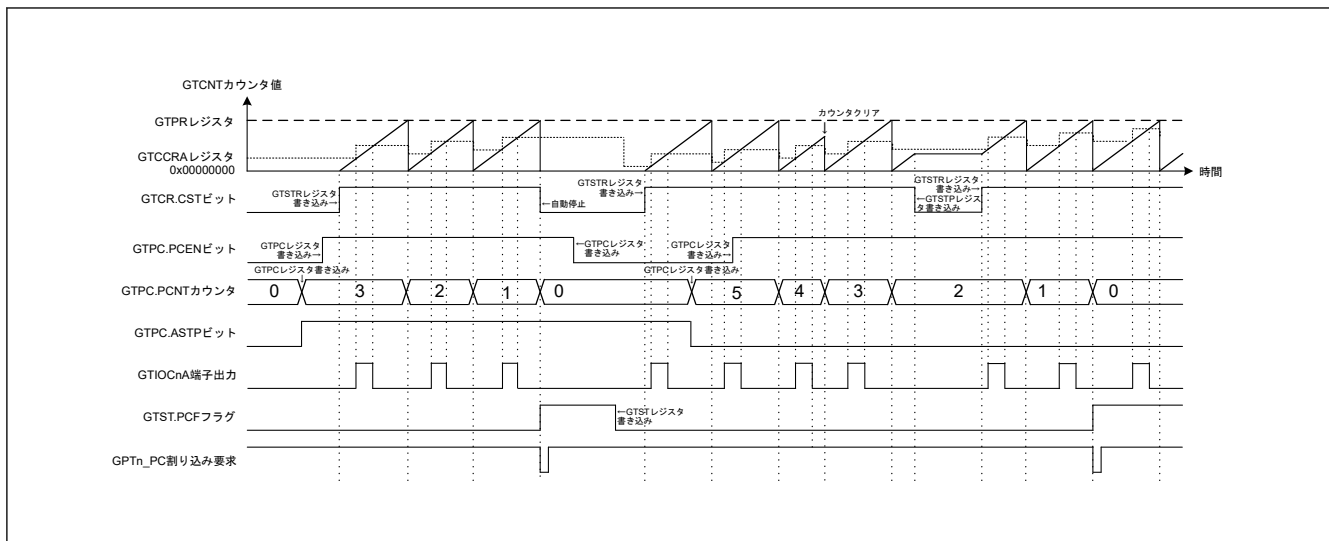 GTCNTカウンタ値
カウンタクリア
GTPRレジスタ
GTCCRAレジスタ
0x00000000
時間
GTSTRレジスタ
書き込み→
GTSTRレジスタ
書き込み→
GTSTRレジスタ
書き込み→
GTCR.CSTビット
←自動停止
←GTSTPレジス
タ書き込み
GTPC.PCENビット
GTPCレジスタ
書き込み→
←GTPCレジスタ
書き込み
GTPCレジスタ
書き込み→
GTPCレジスタ書き込み
GTPCレジスタ書き込み
GTPC.PCNTカウンタ
0 3 2 1 0 5 4 3 2 1 0
GTPC.ASTPビット
GTIOCnA端子出力
GTST.PCFフラグ
←GTSTレジスタ
書き込み
GPTn_PC割り込み要求